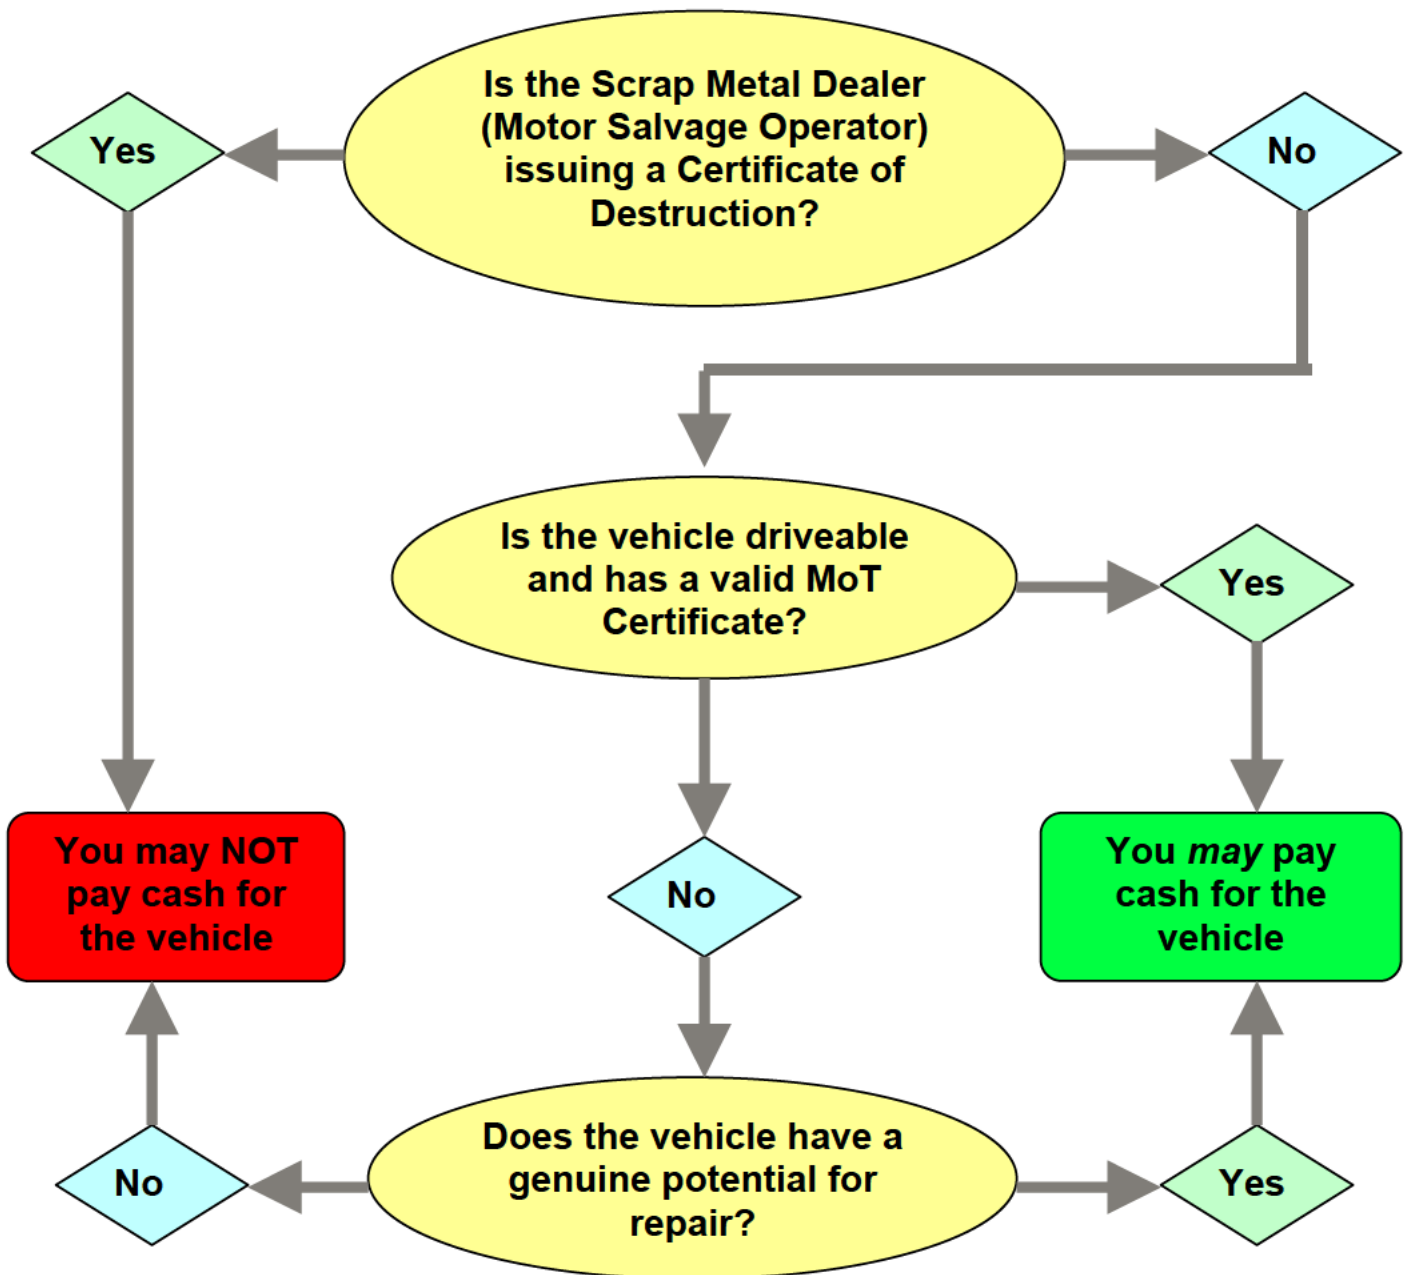 Is the Scrap Metal Dealer
(Motor Salvage Operator)
issuing a Certificate of
Destruction?
Yes
No
Is the vehicle driveable
and has a valid MoT
Certificate?
Yes
You may NOT
pay cash for
the vehicle
No
You may pay
cash for the
vehicle
Does the vehicle have a
genuine potential for
repair?
No
Yes